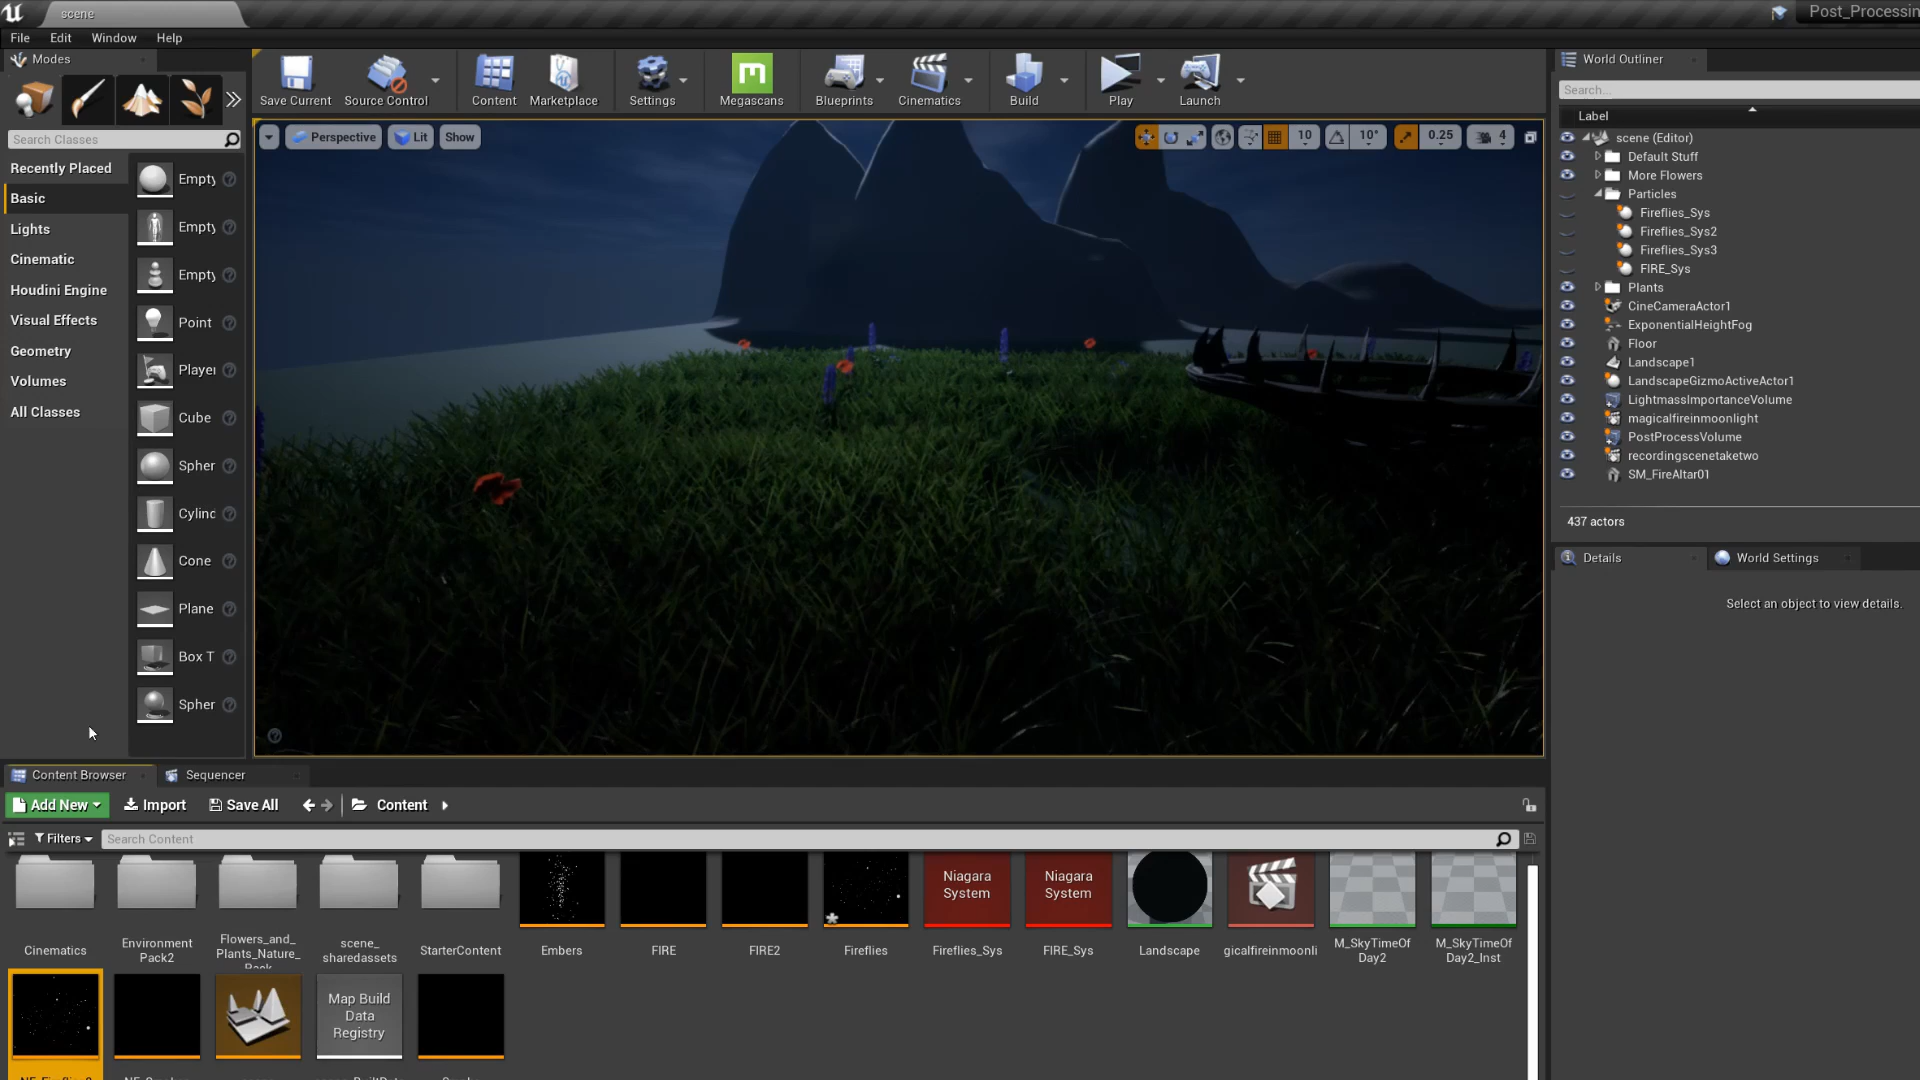 scene
Post_Processin
File Edit Window Help
Modes
Save Current
Source Control
Content
Marketplace
Settings
Megascans
Blueprints
Cinematics
Build
Play
Launch
World Outliner
Search...
Label
Search Classes
Perspective
Lit
Show
10
10°
0.25
4
Recently Placed
Basic
Lights
Cinematic
Houdini Engine
Visual Effects
Geometry
Volumes
All Classes
Empty
Empty
Empty
Point
Player
Cube
Spher
Cylind
Cone
Plane
Box T
Spher
scene (Editor)
Default Stuff
More Flowers
Particles
Fireflies_Sys
Fireflies_Sys2
Fireflies_Sys3
FIRE_Sys
Plants
CineCameraActor1
ExponentialHeightFog
Floor
Landscape1
LandscapeGizmoActiveActor1
LightmassImportanceVolume
magicalfireinmoonlight
PostProcessVolume
recordingscenetaketwo
SM_FireAltar01
437 actors
Details
World Settings
Select an object to view details.
Content Browser
Sequencer
Add New
Import
Save All
Content
Filters
Search Content
Niagara
System
Niagara
System
Cinematics
Environment
Pack2
Flowers_and_
Plants_Nature_
Pack
scene_
sharedassets
StarterContent
Embers
FIRE
FIRE2
Fireflies
Fireflies_Sys
FIRE_Sys
Landscape
gicalfireinmoonli
M_SkyTimeOf
Day2
M_SkyTimeOf
Day2_Inst
Map Build
Data
Registry